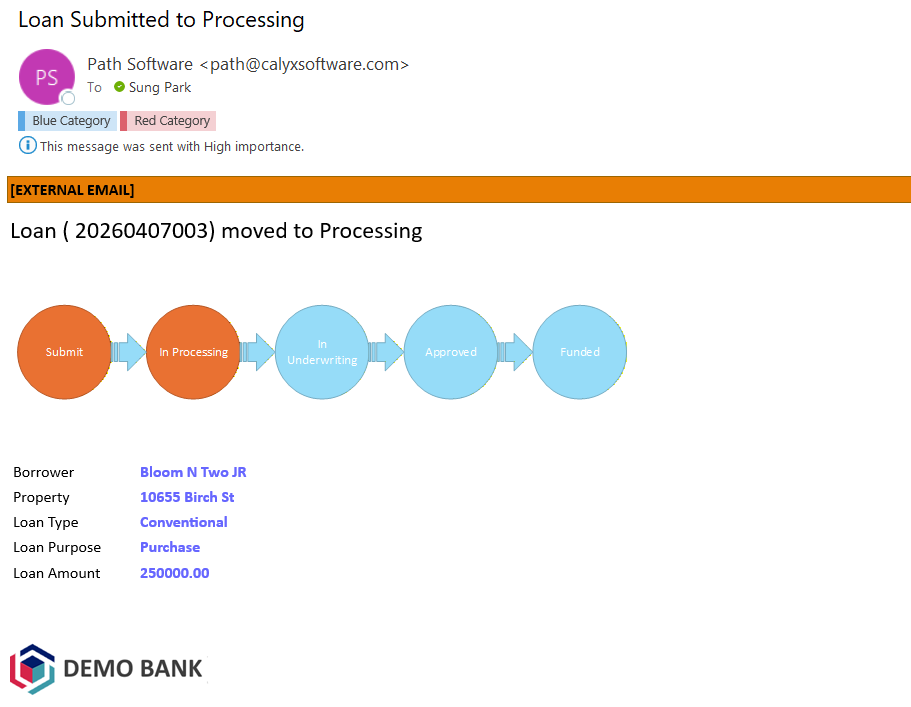 Loan Submitted to Processing
PS
Path Software <path@calyxsoftware.com>
To Sung Park
Blue Category Red Category
This message was sent with High importance.
[EXTERNAL EMAIL]
Loan ( 20260407003) moved to Processing
Submit
In Processing
In
Underwriting
Approved
Funded
Borrower Bloom N Two JR
Property 10655 Birch St
Loan Type Conventional
Loan Purpose Purchase
Loan Amount 250000.00
DEMO BANK